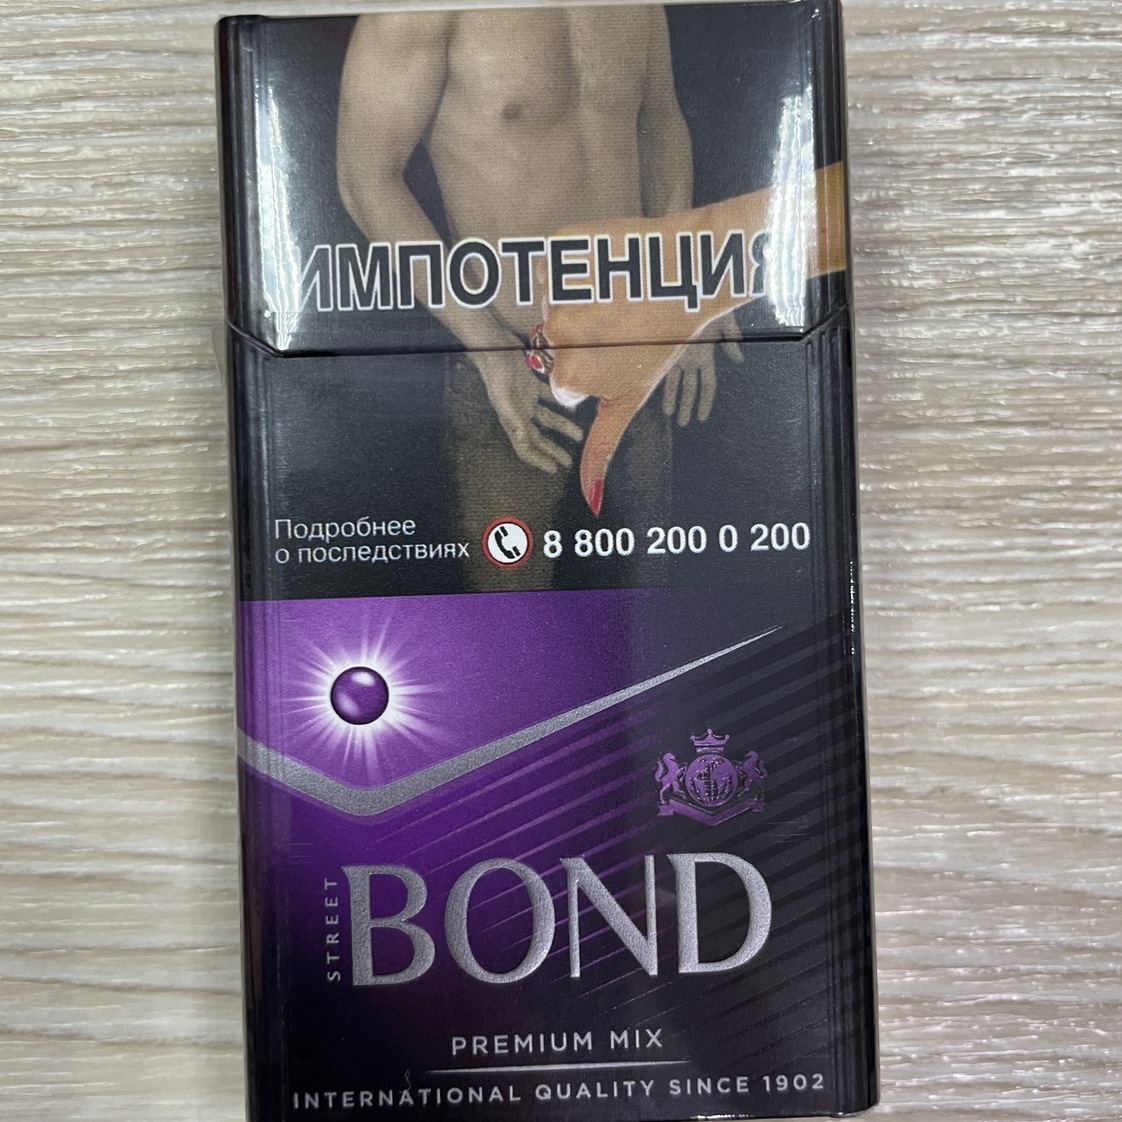 ИМПОТЕНЦИЯ
Подробнее
о последствиях
8 800 200 0 200
STREET
BOND
PREMIUM MIX
INTERNATIONAL QUALITY SINCE 1902